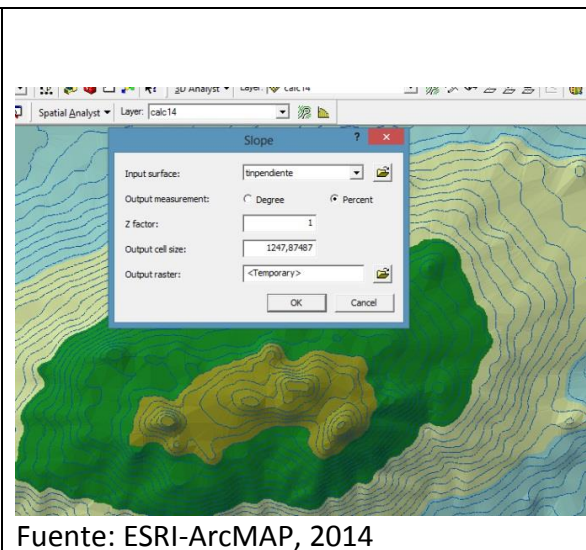 3D Analyst Layer: calc14
Spatial Analyst Layer: calc14
Slope ? ×
Input surface: tinpendiente
Output measurement: Degree Percent
Z factor: 1
Output cell size: 1247,87487
Output raster: <Temporary>
OK Cancel
Fuente: ESRI-ArcMAP, 2014